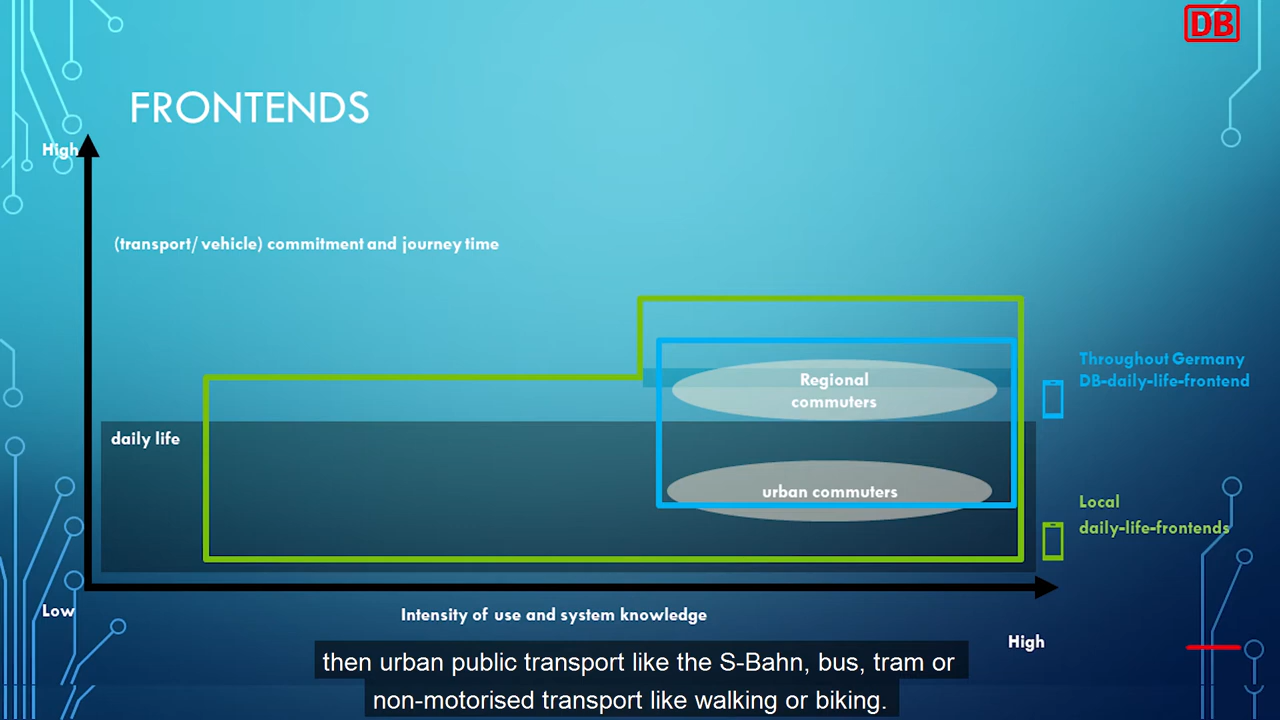 DB
FRONTENDS
High
(transport/ vehicle) commitment and journey time
Regional
commuters
Throughout Germany
DB-daily-life-frontend
daily life
urban commuters
Local
daily-life-frontends
Low
Intensity of use and system knowledge
High
then urban public transport like the S-Bahn, bus, tram or
non-motorised transport like walking or biking.